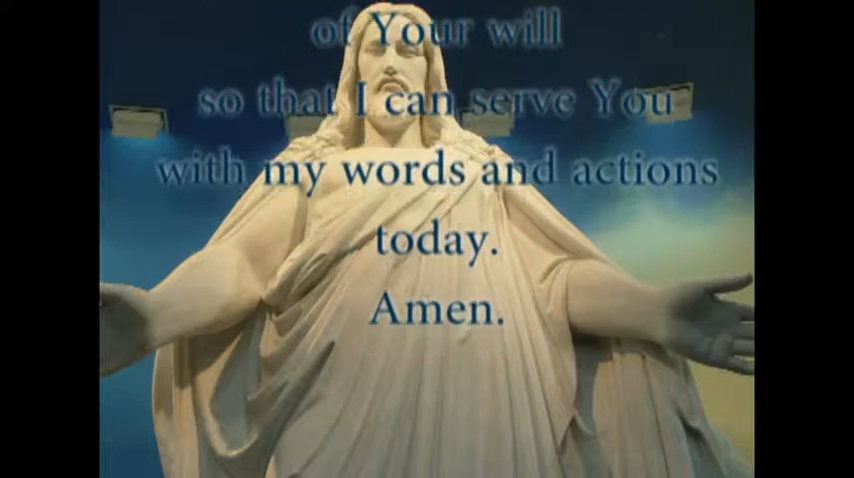 of Your will
so that I can serve You
with my words and actions
today.
Amen.